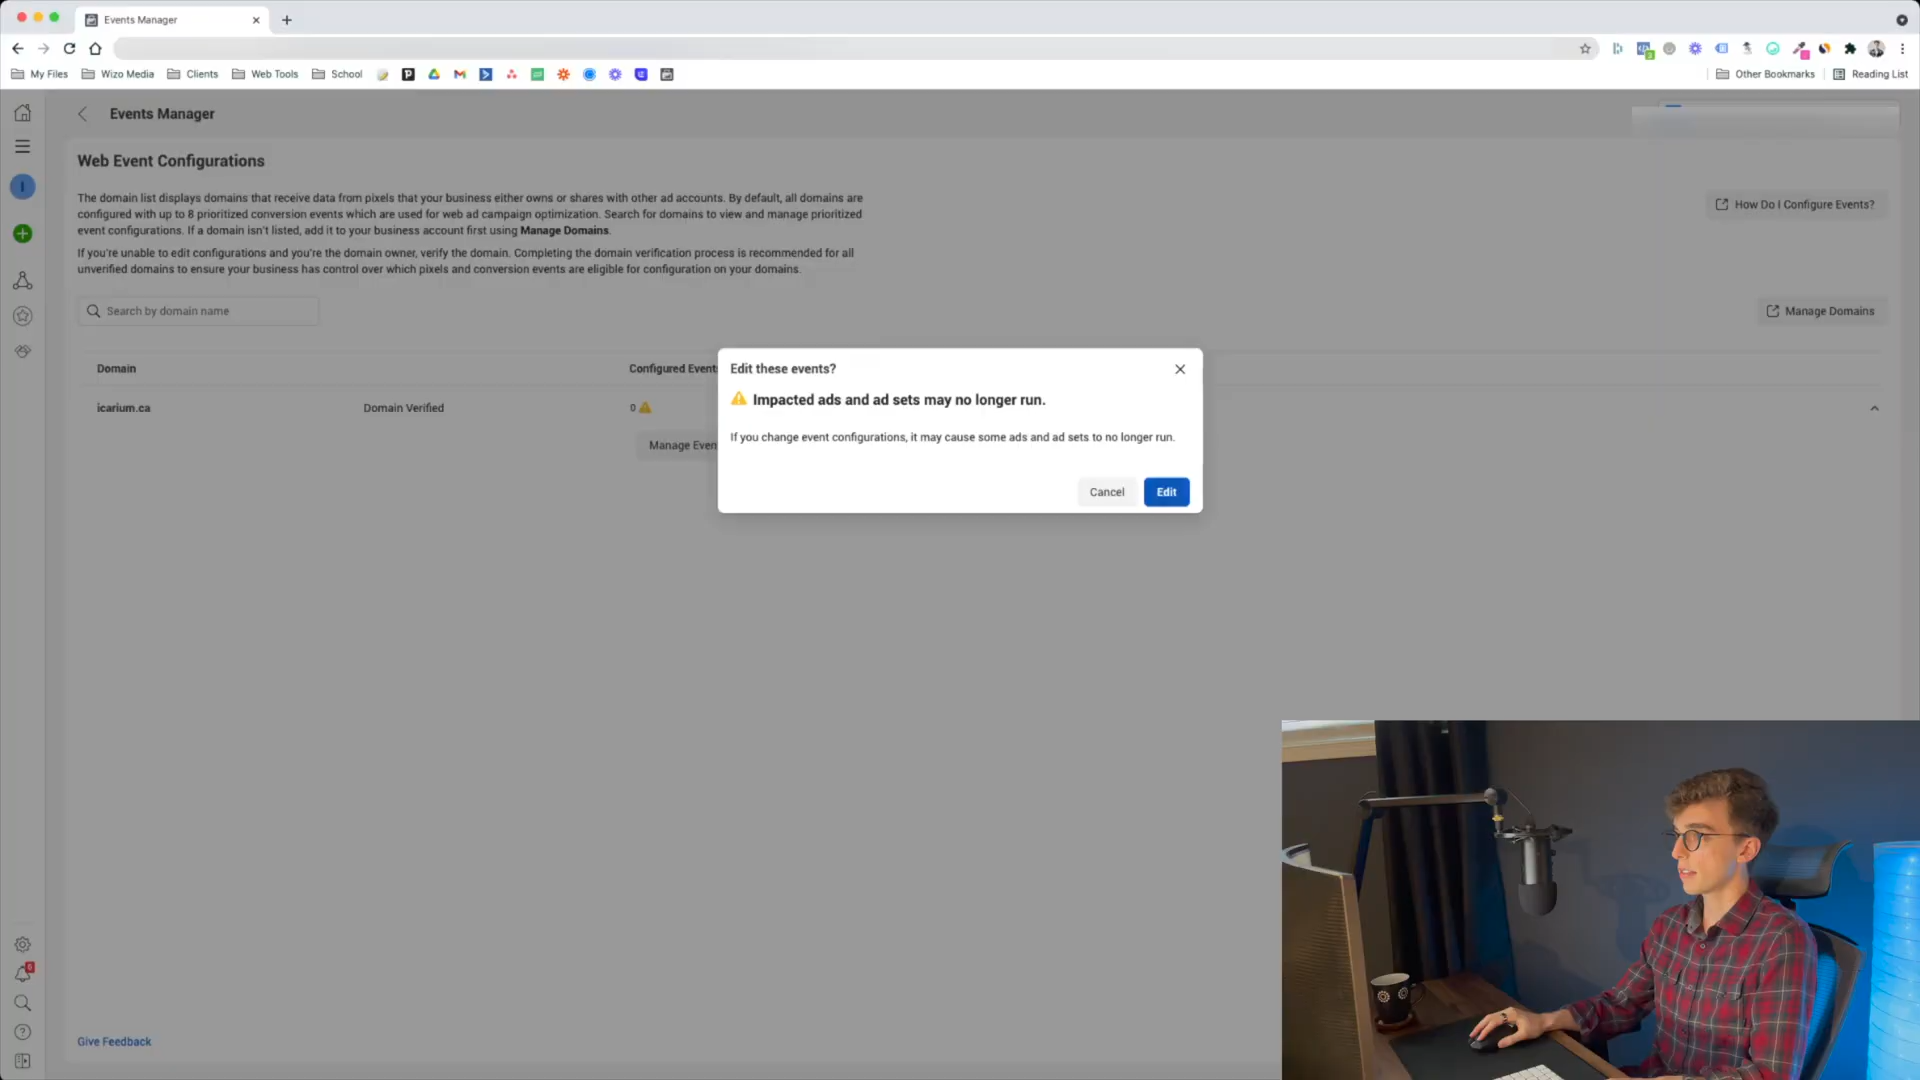 Events Manager
My Files
Wizo Media
Clients
Web Tools
School
Other Bookmarks
Reading List
Events Manager
Web Event Configurations
The domain list displays domains that receive data from pixels that your business either owns or shares with other ad accounts. By default, all domains are
configured with up to 8 prioritized conversion events which are used for web ad campaign optimization. Search for domains to view and manage prioritized
event configurations. If a domain isn't listed, add it to your business account first using Manage Domains.
How Do I Configure Events?
If you're unable to edit configurations and you're the domain owner, verify the domain. Completing the domain verification process is recommended for all
unverified domains to ensure your business has control over which pixels and conversion events are eligible for configuration on your domains.
Search by domain name
Manage Domains
Domain
Configured Event
icarium.ca
Domain Verified
0
Manage Even
Edit these events?
Impacted ads and ad sets may no longer run.
If you change event configurations, it may cause some ads and ad sets to no longer run.
Cancel
Edit
Give Feedback